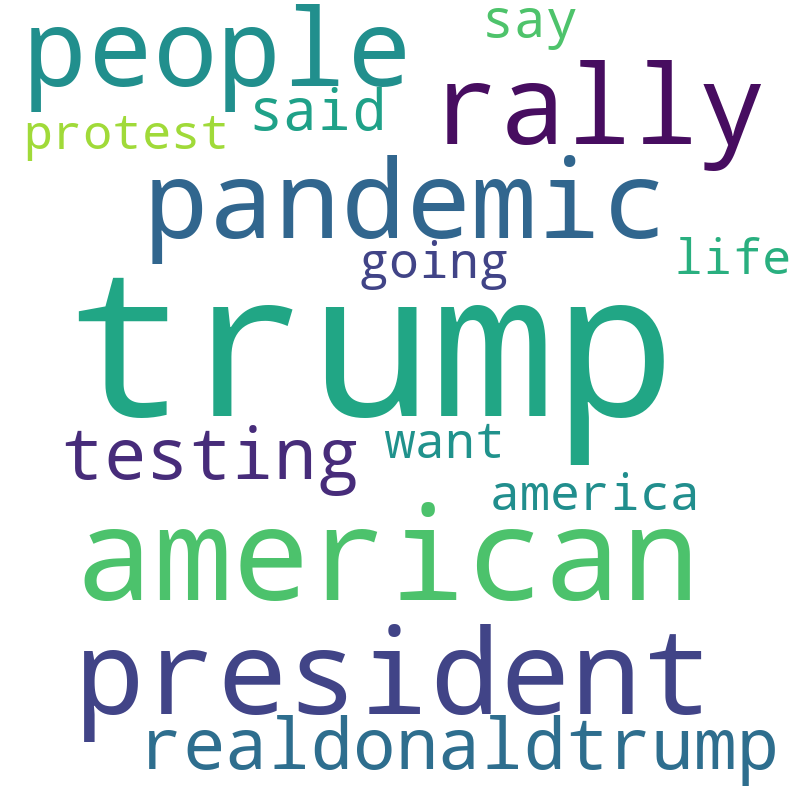 say
people
rally
said
protest
pandemic
going
life
trump
testing
want
america
american
president
realdonaldtrump